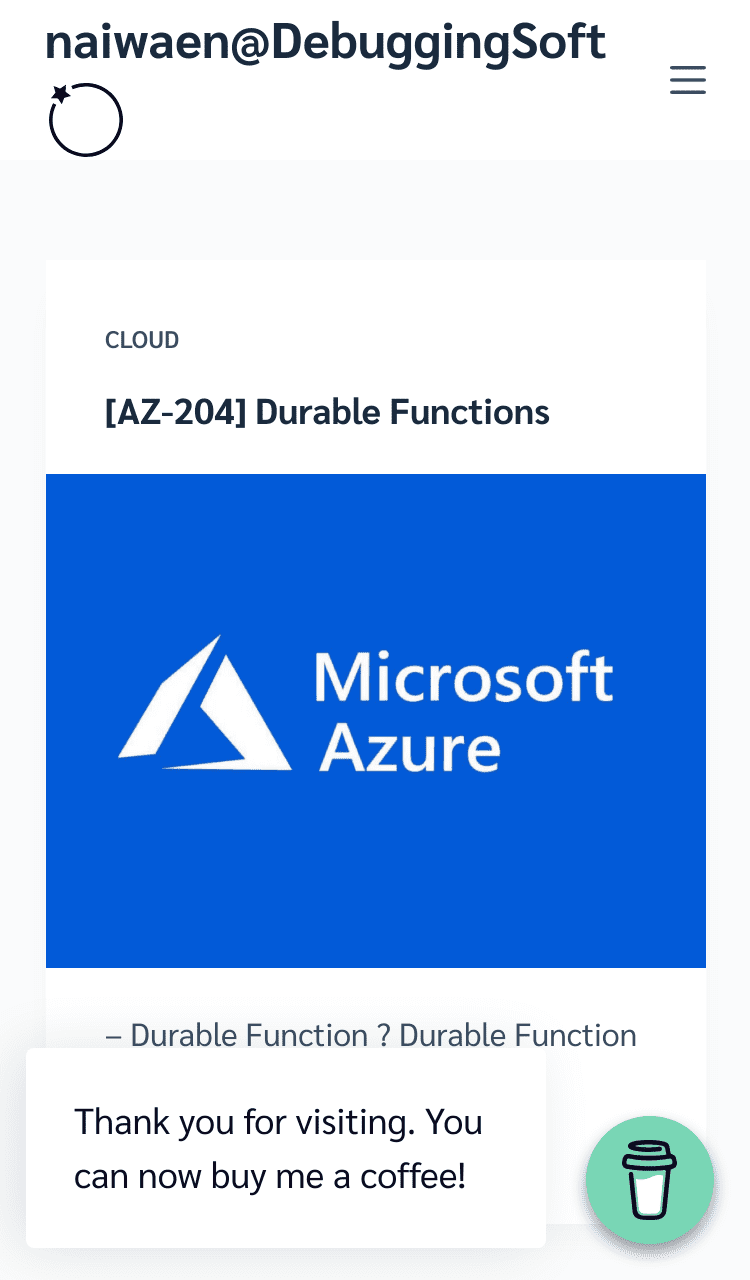 naiwaen@DebuggingSoft
CLOUD
[AZ-204] Durable Functions
Microsoft
Azure
– Durable Function ? Durable Function
Thank you for visiting. You
can now buy me a coffee!